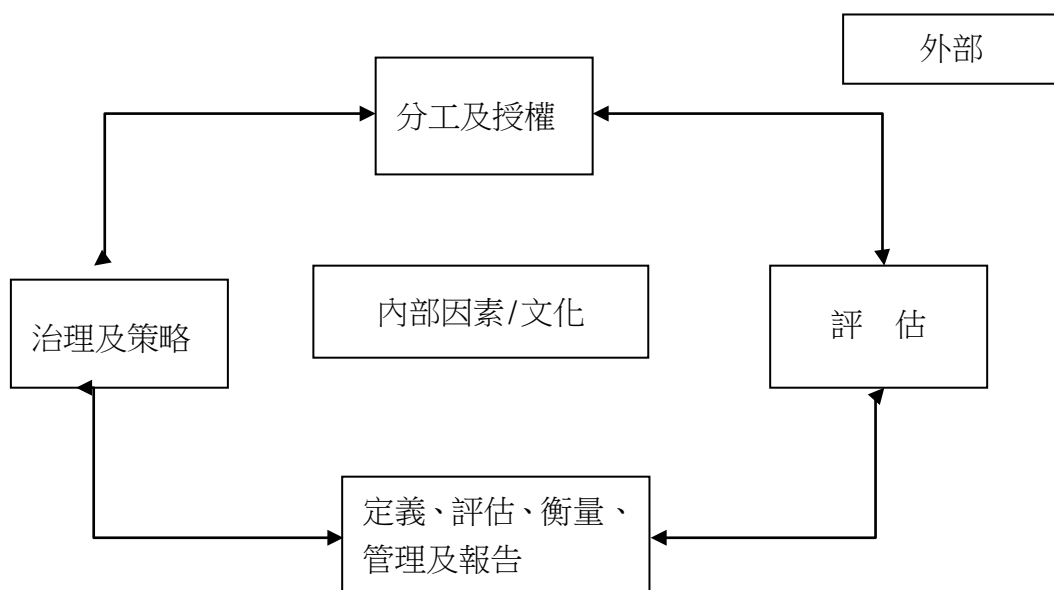 外部
分工及授權
內部因素/文化
治理及策略
評　估
定義、評估、衡量、
管理及報告